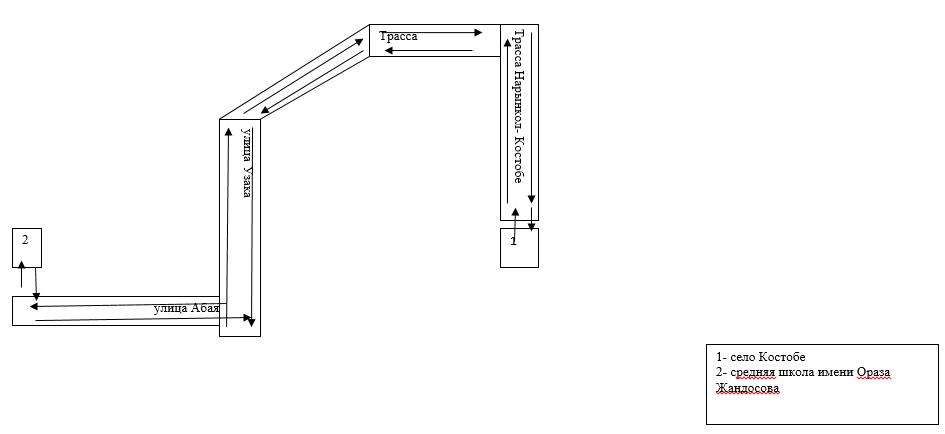 Трасса
Трасса Нарынкол- Костобе
улица Узака
2
1
улица Абая
1- село Костобе
2- средняя школа имени Ораза
Жандосова